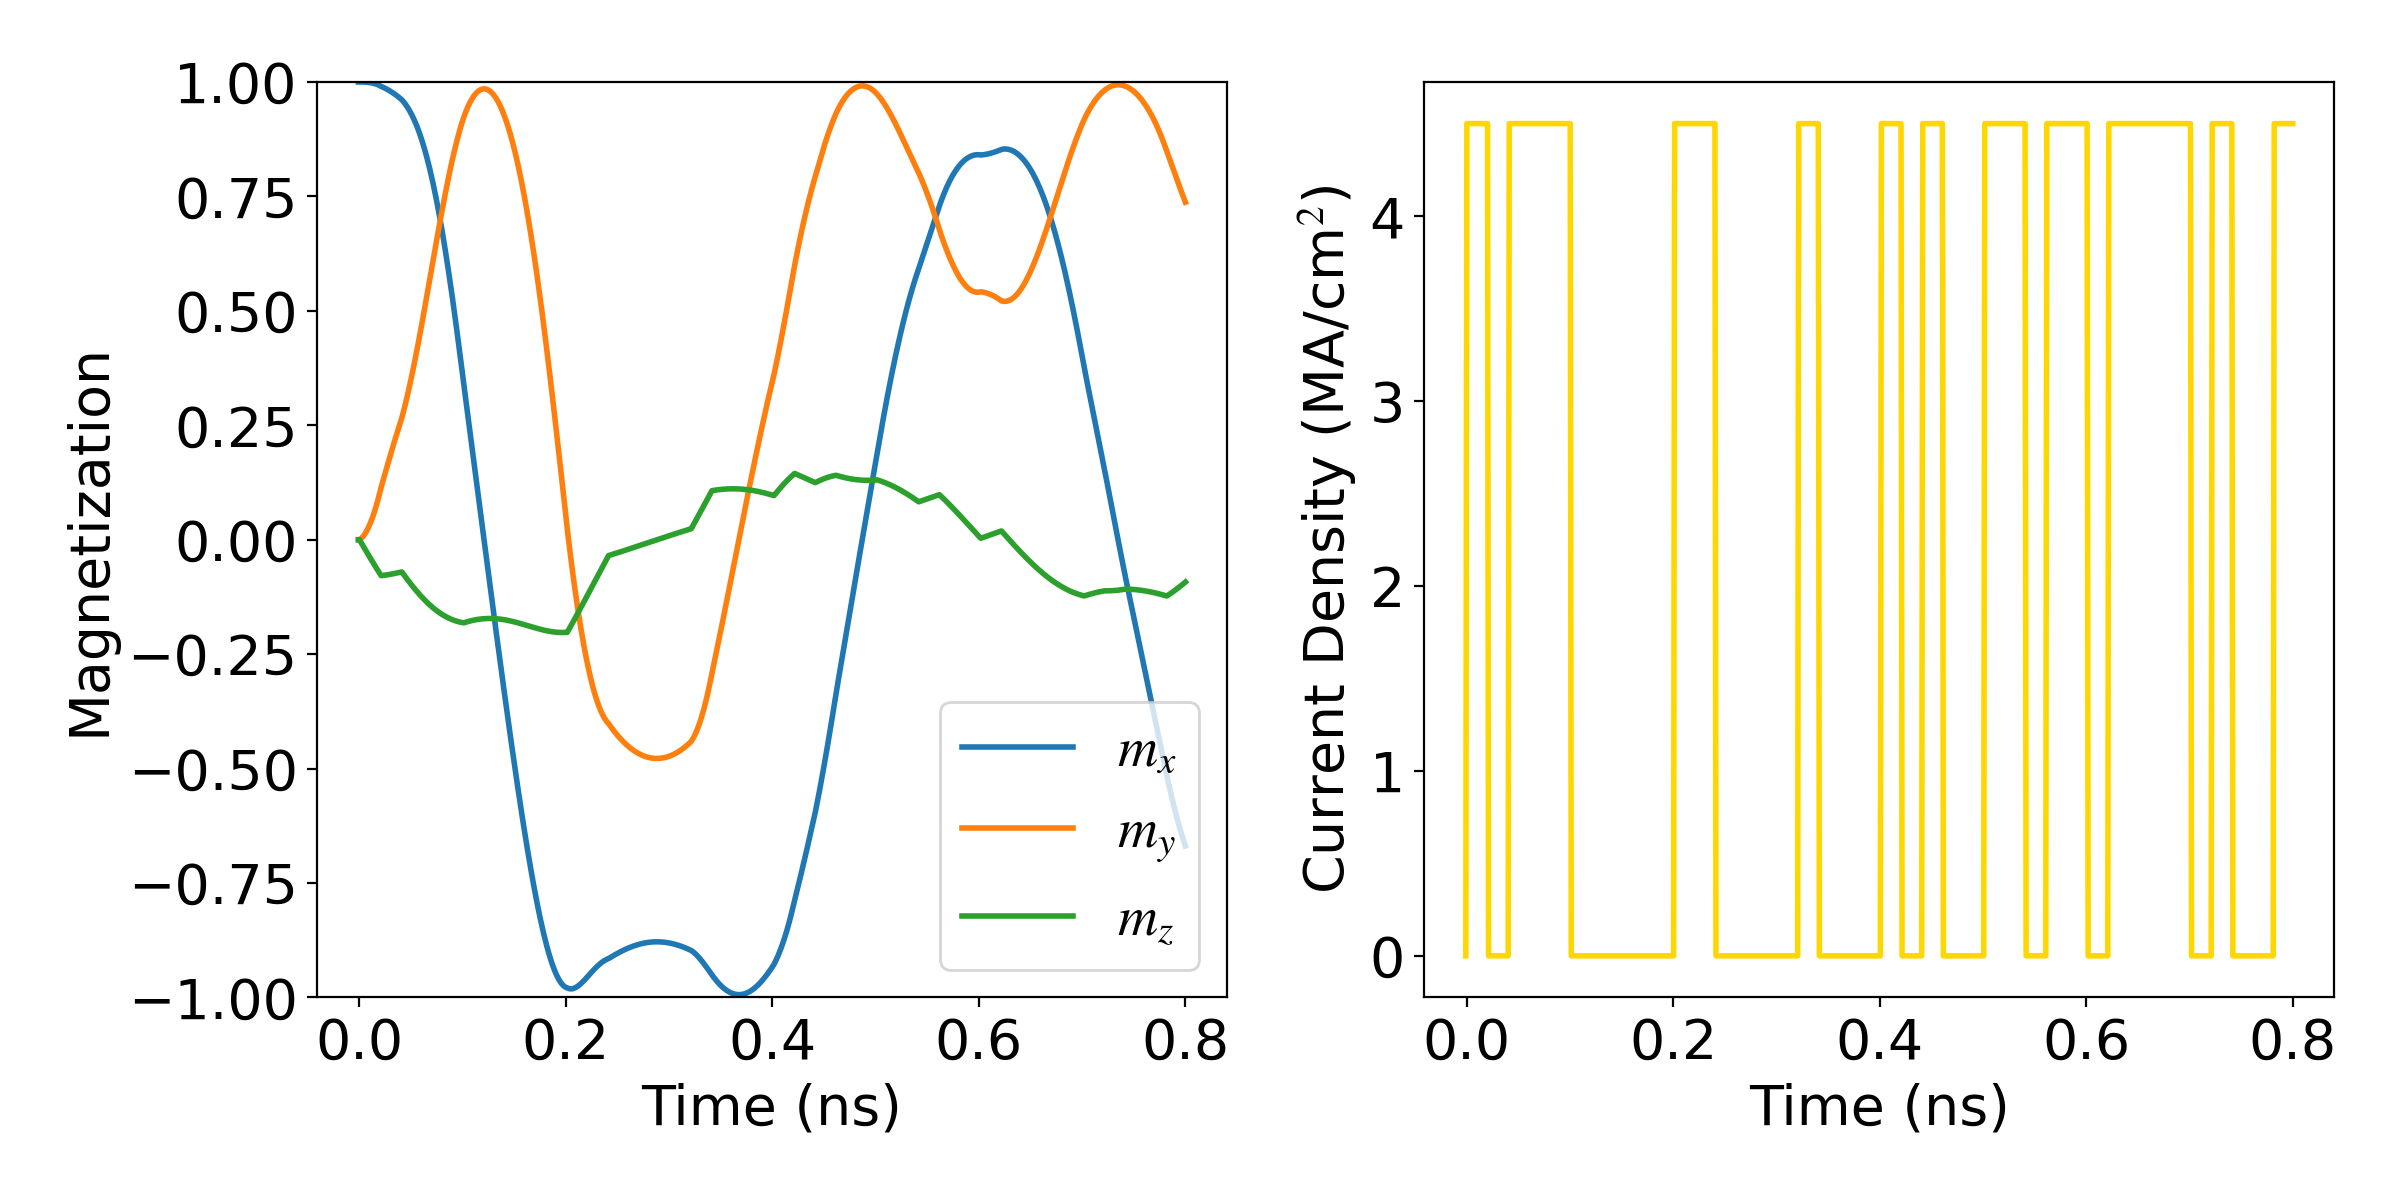 1.00
0.75
0.50
0.25
0.00
−0.25
−0.50
−0.75
−1.00
Magnetization
0.0 0.2 0.4 0.6 0.8
Time (ns)
m_x
m_y
m_z
4
3
2
1
0
Current Density (MA/cm²)
0.0 0.2 0.4 0.6 0.8
Time (ns)